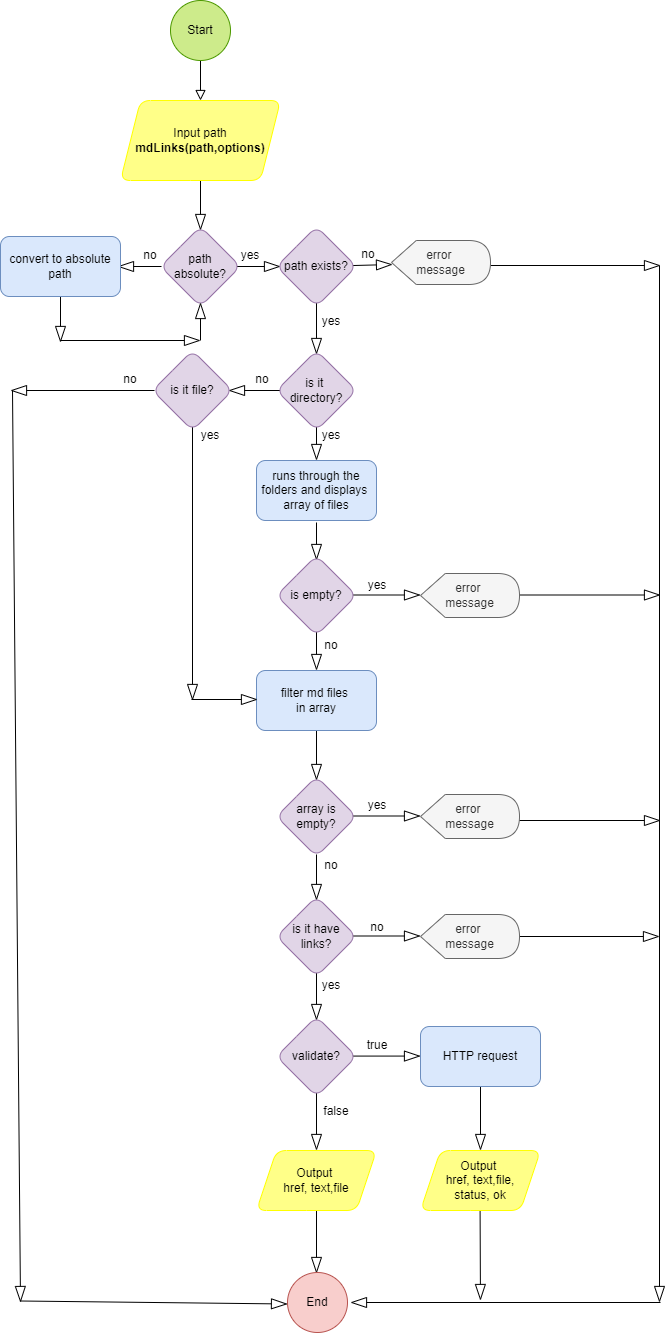 Start
Input path
mdLinks(path,options)
convert to absolute
path
no
path
absolute?
yes
path exists?
no
error
message
yes
no
is it file?
no
is it
directory?
yes
yes
runs through the
folders and displays
array of files
is empty?
yes
error
message
no
filter md files
in array
array is
empty?
yes
error
message
no
is it have
links?
no
error
message
yes
validate?
true
HTTP request
false
Output
href, text,file
Output
href, text,file,
status, ok
End